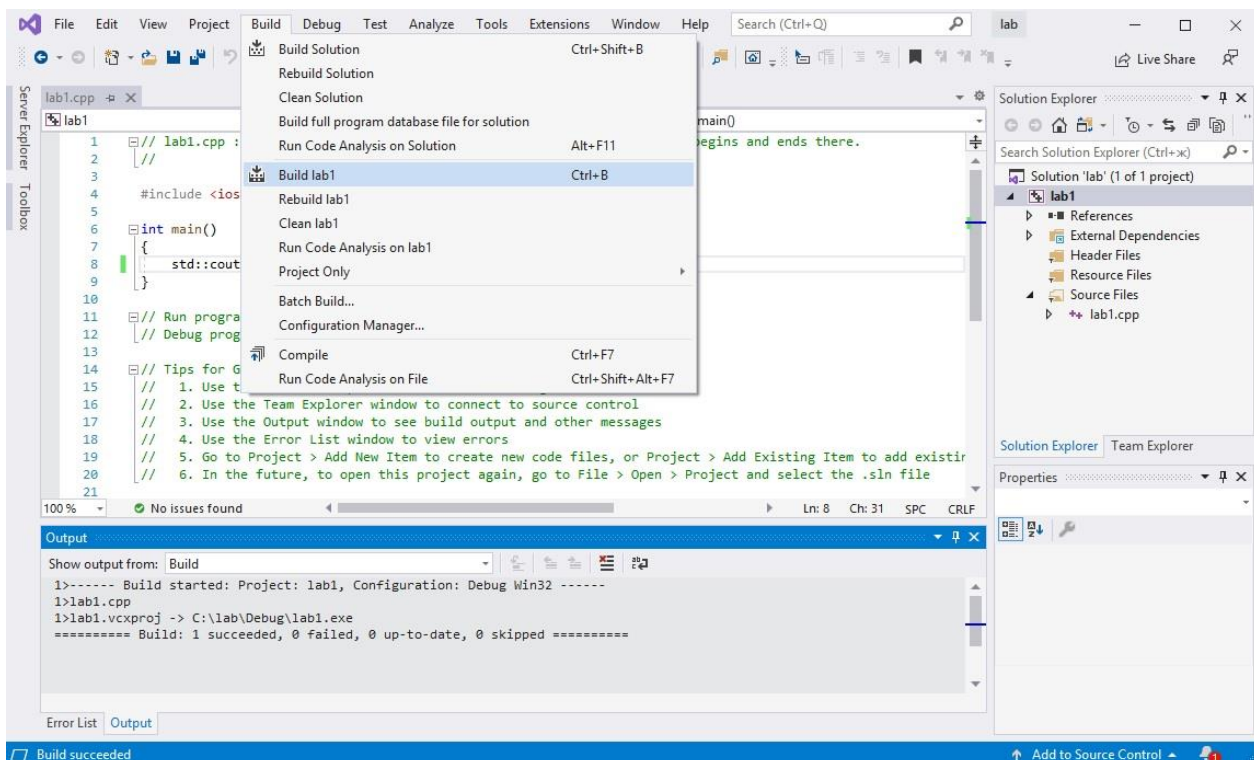 File Edit View Project Build Debug Test Analyze Tools Extensions Window Help Search (Ctrl+Q) lab
Live Share
Server Explorer
Toolbox
lab1.cpp
lab1
main()
Build Solution Ctrl+Shift+B
Rebuild Solution
Clean Solution
Build full program database file for solution
Run Code Analysis on Solution Alt+F11
Build lab1 Ctrl+B
Rebuild lab1
Clean lab1
Run Code Analysis on lab1
Project Only
Batch Build...
Configuration Manager...
Compile Ctrl+F7
Run Code Analysis on File Ctrl+Shift+Alt+F7
1 // lab1.cpp : begins and ends there.
2 //
3
4 #include <ios
5
6 int main()
7 {
8 std::cout
9 }
10
11 // Run progra
12 // Debug prog
13
14 // Tips for G
15 // 1. Use t
16 // 2. Use the Team Explorer window to connect to source control
17 // 3. Use the Output window to see build output and other messages
18 // 4. Use the Error List window to view errors
19 // 5. Go to Project > Add New Item to create new code files, or Project > Add Existing Item to add existin
20 // 6. In the future, to open this project again, go to File > Open > Project and select the .sln file
21
100 % No issues found Ln: 8 Ch: 31 SPC CRLF
Output
Show output from: Build
1>------ Build started: Project: lab1, Configuration: Debug Win32 ------
1>lab1.cpp
1>lab1.vcxproj -> C:\lab\Debug\lab1.exe
========== Build: 1 succeeded, 0 failed, 0 up-to-date, 0 skipped ==========
Error List Output
Solution Explorer
Search Solution Explorer (Ctrl+ж)
Solution 'lab' (1 of 1 project)
lab1
References
External Dependencies
Header Files
Resource Files
Source Files
lab1.cpp
Solution Explorer Team Explorer
Properties
Build succeeded Add to Source Control 1